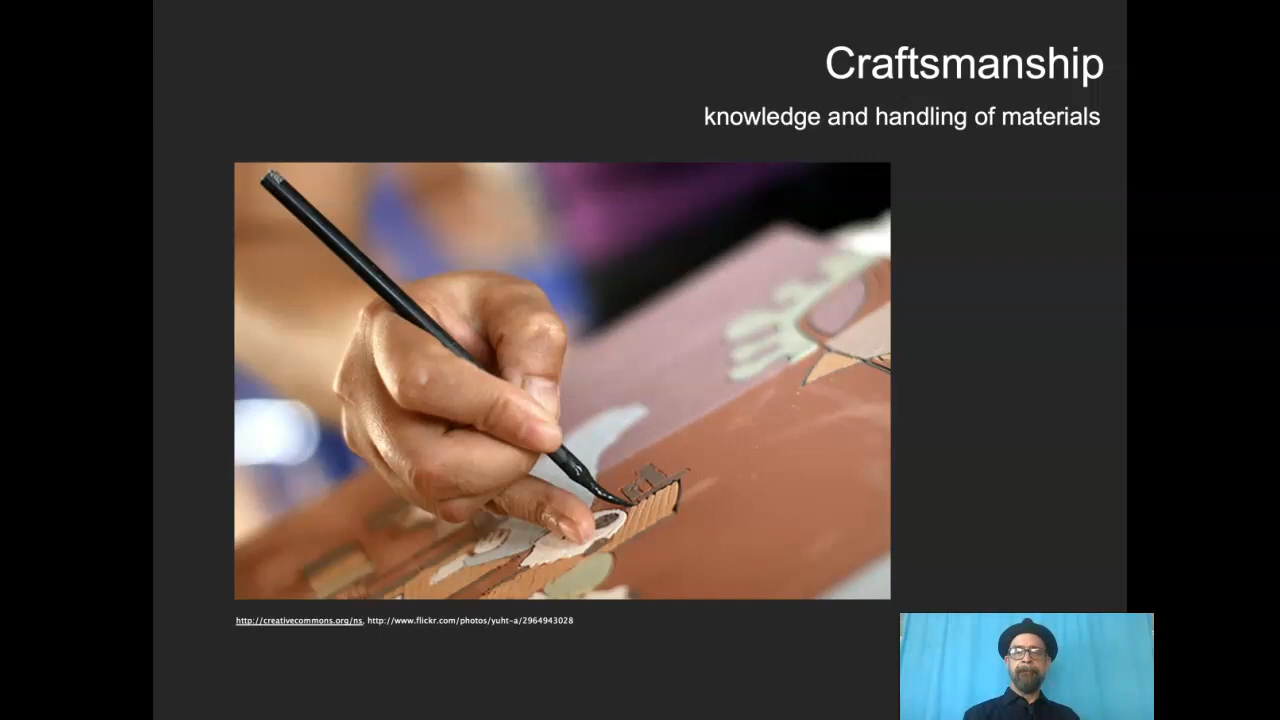 Craftsmanship
knowledge and handling of materials
http://creativecommons.org/ns, http://www.flickr.com/photos/yuht-a/2964943028